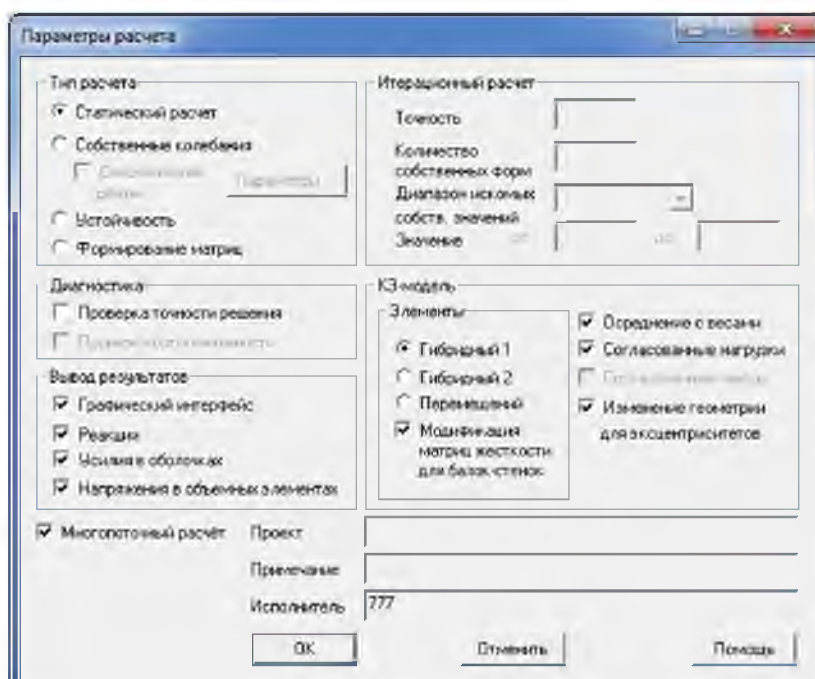 Параметры расчета
Тип расчета
Статический расчет
Собственные колебания
Параметры
Устойчивость
Формирование матриц
Итерационный расчет
Точность
Количество
собственных форм
Диапазон искомых
собств. значений
Значение от до
Диагностика
Проверка точности решения
Вывод результатов
Графический интерфейс
Реакции
Усилия в оболочках
Напряжения в объемных элементах
КЭ-модель
Элементы
Гибридный 1
Гибридный 2
Перемещений
Модификация
матриц жесткости
для балок-стенок
Осреднение с весами
Согласованные нагрузки
Изменение геометрии
для эксцентриситетов
Многопоточный расчёт
Проект
Примечание
Исполнитель 777
OK Отменить Помощь